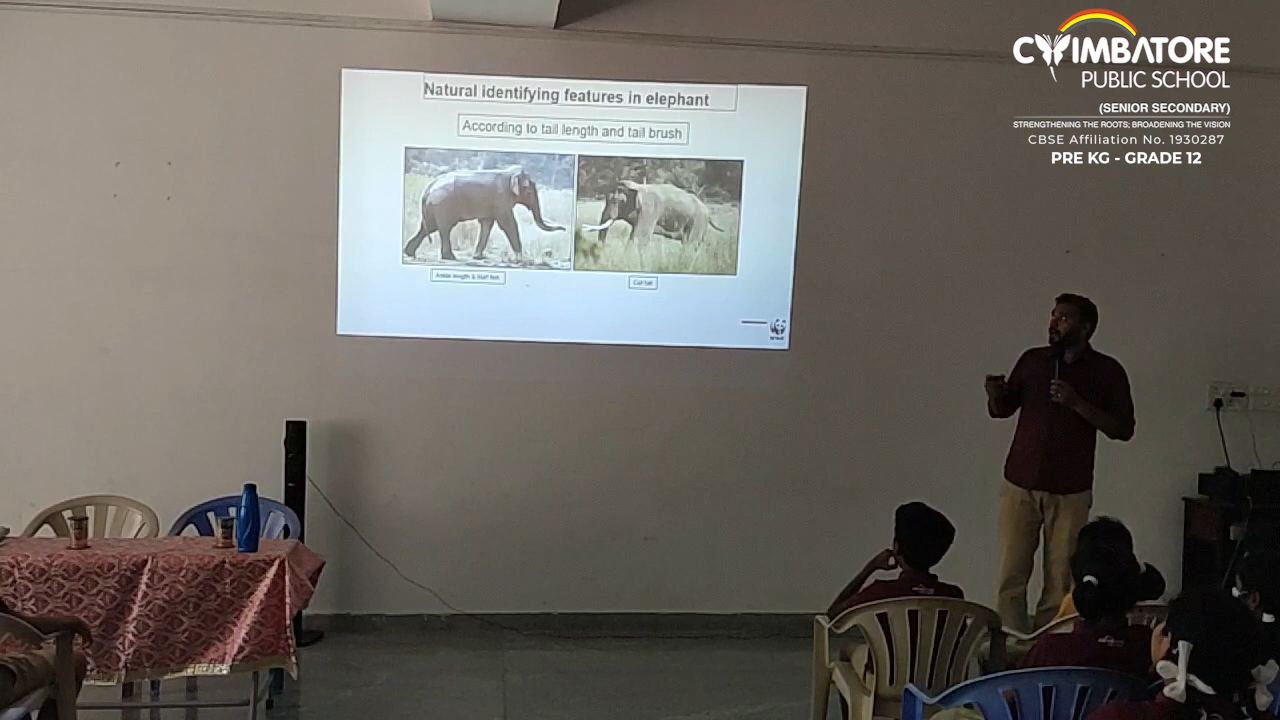 Natural identifying features in elephant
According to tail length and tail brush
Cut tail
COIMBATORE
PUBLIC SCHOOL
(SENIOR SECONDARY)
STRENGTHENING THE ROOTS; BROADENING THE VISION
CBSE Affiliation No. 1930287
PRE KG - GRADE 12